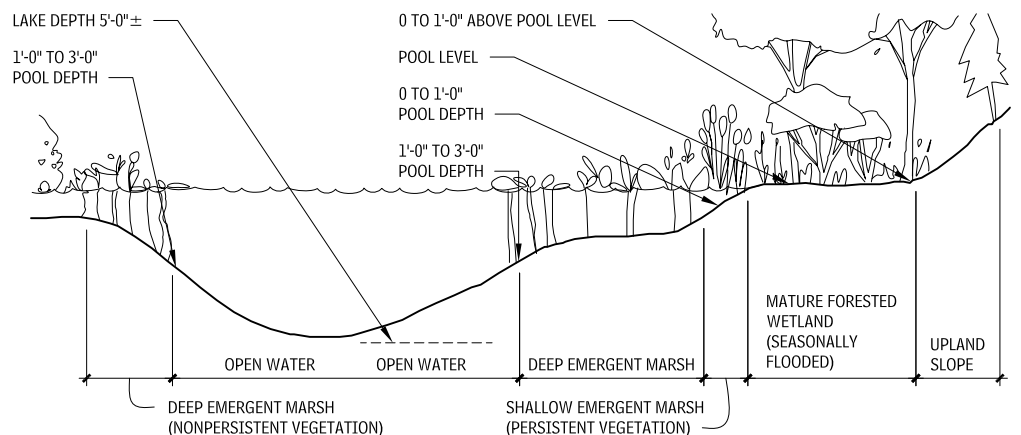 LAKE DEPTH 5'-0"±
1'-0" TO 3'-0"
POOL DEPTH
0 TO 1'-0" ABOVE POOL LEVEL
POOL LEVEL
0 TO 1'-0"
POOL DEPTH
1'-0" TO 3'-0"
POOL DEPTH
MATURE FORESTED
WETLAND
(SEASONALLY
FLOODED)
UPLAND
SLOPE
OPEN WATER
OPEN WATER
DEEP EMERGENT MARSH
DEEP EMERGENT MARSH
(NONPERSISTENT VEGETATION)
SHALLOW EMERGENT MARSH
(PERSISTENT VEGETATION)